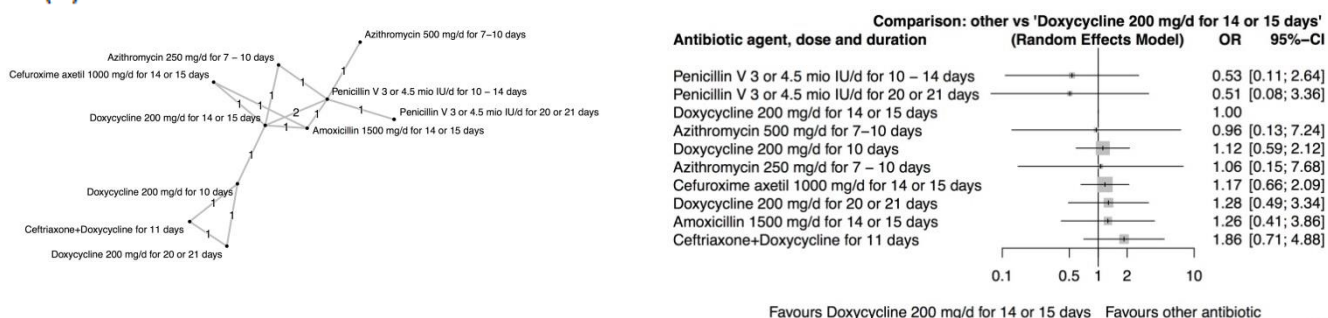 Azithromycin 500 mg/d for 7–10 days
Azithromycin 250 mg/d for 7 – 10 days
Cefuroxime axetil 1000 mg/d for 14 or 15 days
Penicillin V 3 or 4.5 mio IU/d for 10 – 14 days
Doxycycline 200 mg/d for 14 or 15 days
Penicillin V 3 or 4.5 mio IU/d for 20 or 21 days
Amoxicillin 1500 mg/d for 14 or 15 days
Doxycycline 200 mg/d for 10 days
Ceftriaxone+Doxycycline for 11 days
Doxycycline 200 mg/d for 20 or 21 days
1
1
1
1
1
2
1
1
1
1
1
1
1
Comparison: other vs 'Doxycycline 200 mg/d for 14 or 15 days'
Antibiotic agent, dose and duration (Random Effects Model) OR 95%−CI
Penicillin V 3 or 4.5 mio IU/d for 10 − 14 days 0.53 [0.11; 2.64]
Penicillin V 3 or 4.5 mio IU/d for 20 or 21 days 0.51 [0.08; 3.36]
Doxycycline 200 mg/d for 14 or 15 days 1.00
Azithromycin 500 mg/d for 7−10 days 0.96 [0.13; 7.24]
Doxycycline 200 mg/d for 10 days 1.12 [0.59; 2.12]
Azithromycin 250 mg/d for 7 − 10 days 1.06 [0.15; 7.68]
Cefuroxime axetil 1000 mg/d for 14 or 15 days 1.17 [0.66; 2.09]
Doxycycline 200 mg/d for 20 or 21 days 1.28 [0.49; 3.34]
Amoxicillin 1500 mg/d for 14 or 15 days 1.26 [0.41; 3.86]
Ceftriaxone+Doxycycline for 11 days 1.86 [0.71; 4.88]
0.1 0.5 1 2 10
Favours Doxycycline 200 mg/d for 14 or 15 days Favours other antibiotic